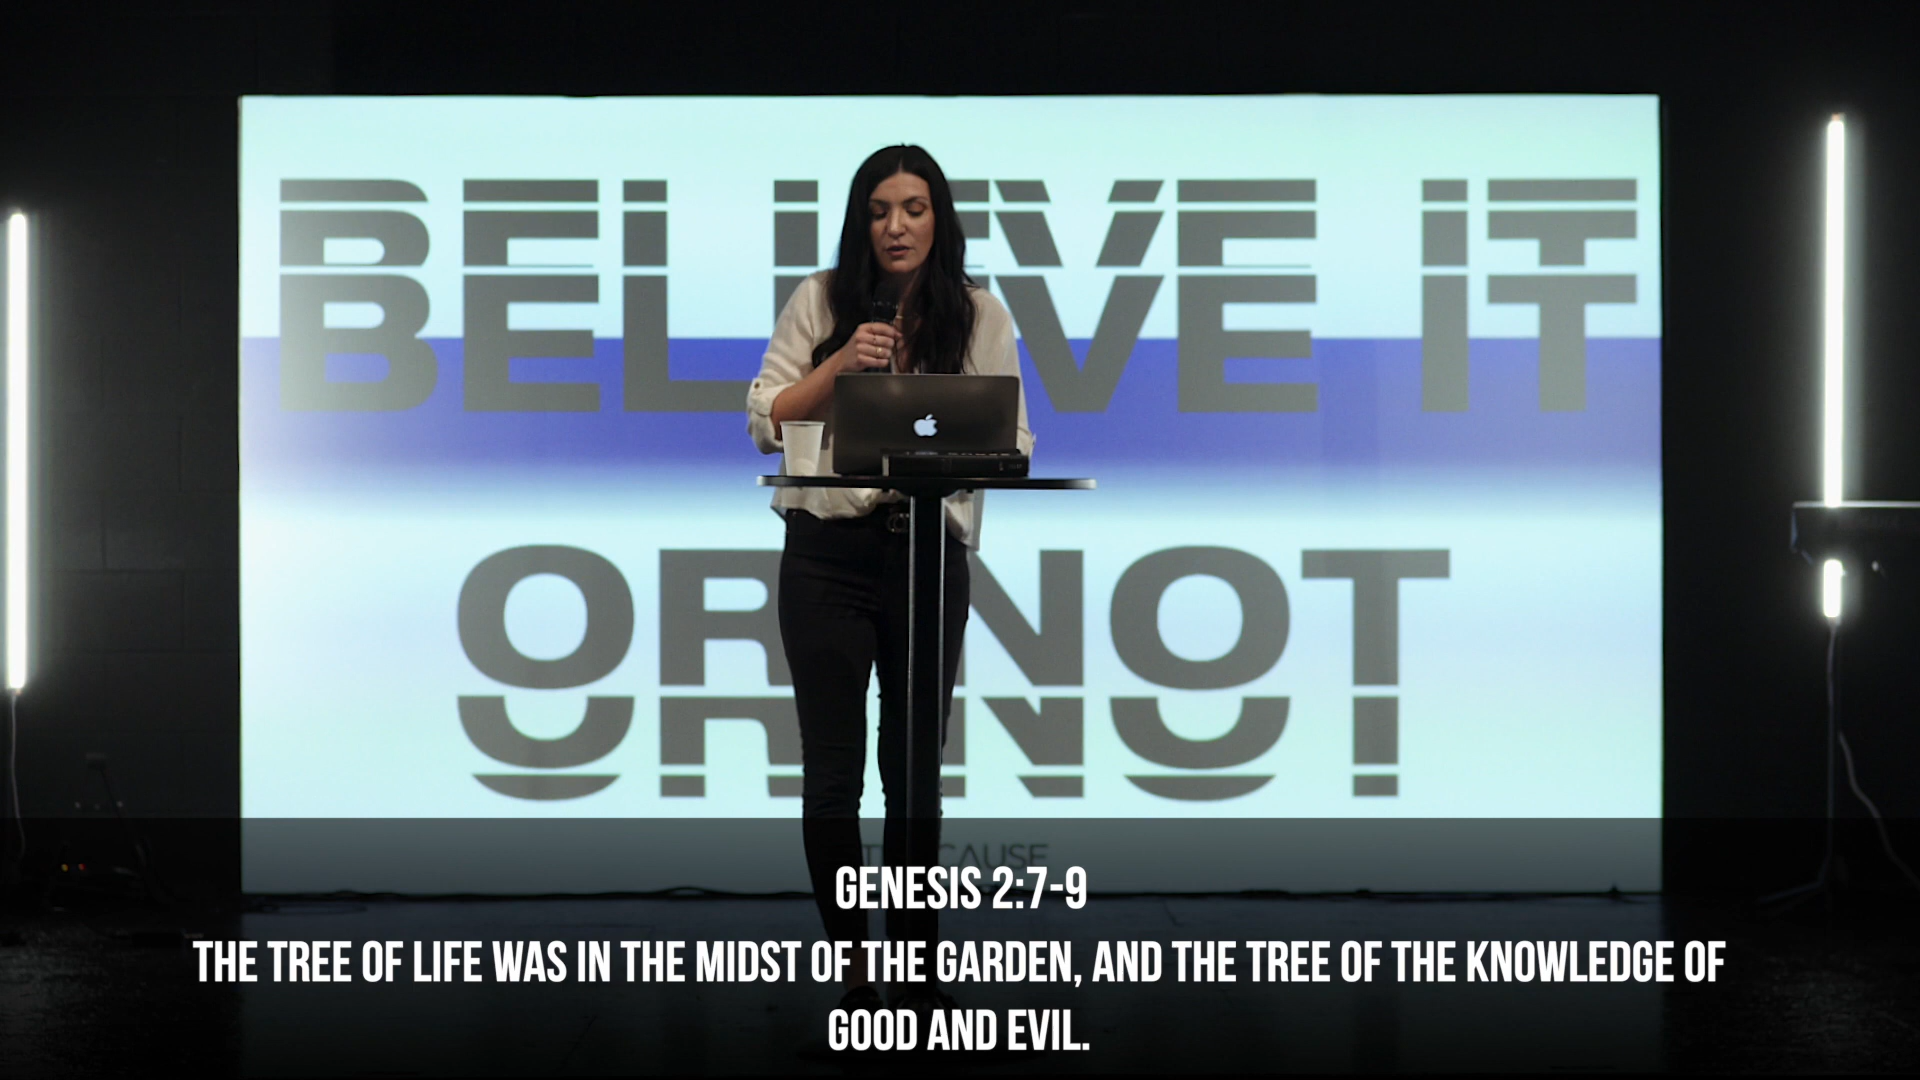 BELIEVE IT
OR NOT
CAUSE
GENESIS 2:7-9
THE TREE OF LIFE WAS IN THE MIDST OF THE GARDEN, AND THE TREE OF THE KNOWLEDGE OF
GOOD AND EVIL.